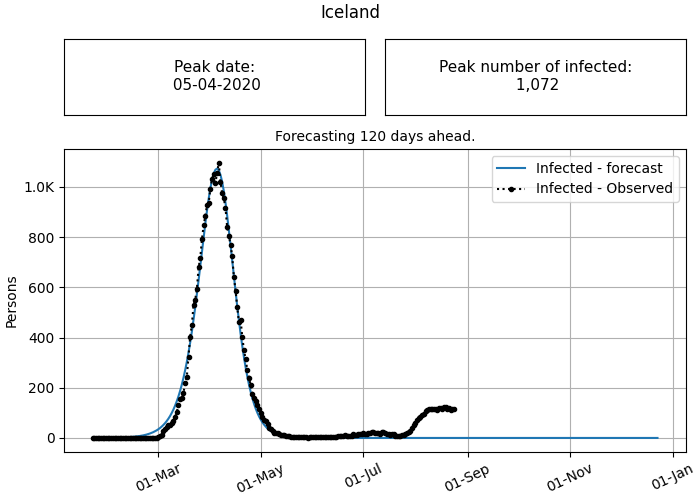 Iceland
Peak date:
05-04-2020
Peak number of infected:
1,072
Forecasting 120 days ahead.
Infected - forecast
Infected - Observed
Persons
1.0K
800
600
400
200
0
01-Mar
01-May
01-Jul
01-Sep
01-Nov
01-Jan